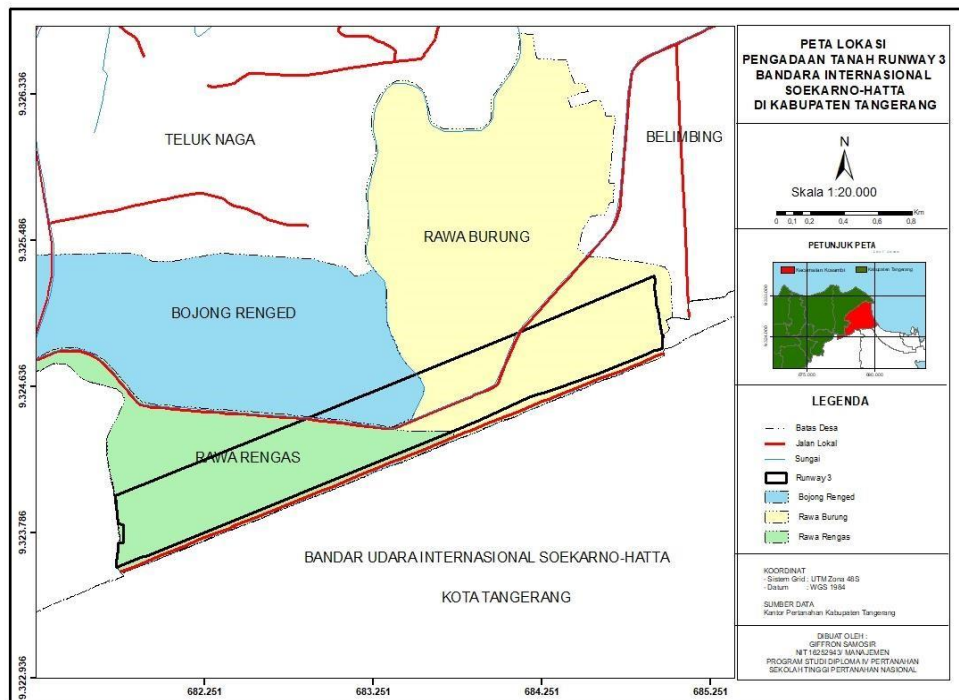 PETA LOKASI
PENGADAAN TANAH RUNWAY 3
BANDARA INTERNASIONAL
SOEKARNO-HATTA
DI KABUPATEN TANGERANG
N
Skala 1:20.000
Km
0 0,1 0,2 0,4 0,6 0,8
PETUNJUK PETA
Kecamatan Kosambi
Kabupaten Tangerang
LEGENDA
Batas Desa
Jalan Lokal
Sungai
Runway 3
Bojong Renged
Rawa Burung
Rawa Rengas
KOORDINAT
- Sistem Grid : UTM Zona 48S
- Datum : WGS 1984
SUMBER DATA
Kantor Pertanahan Kabupaten Tangerang
DIBUAT OLEH :
GIFFRON SAMOSIR
NIT 16252943/ MANAJEMEN
PROGRAM STUDI DIPLOMA IV PERTANAHAN
SEKOLAH TINGGI PERTANAHAN NASIONAL
TELUK NAGA
BELIMBING
RAWA BURUNG
BOJONG RENGED
RAWA RENGAS
BANDAR UDARA INTERNASIONAL SOEKARNO-HATTA
KOTA TANGERANG
9.326.336
9.325.486
9.324.636
9.323.786
9.322.936
682.251 683.251 684.251 685.251